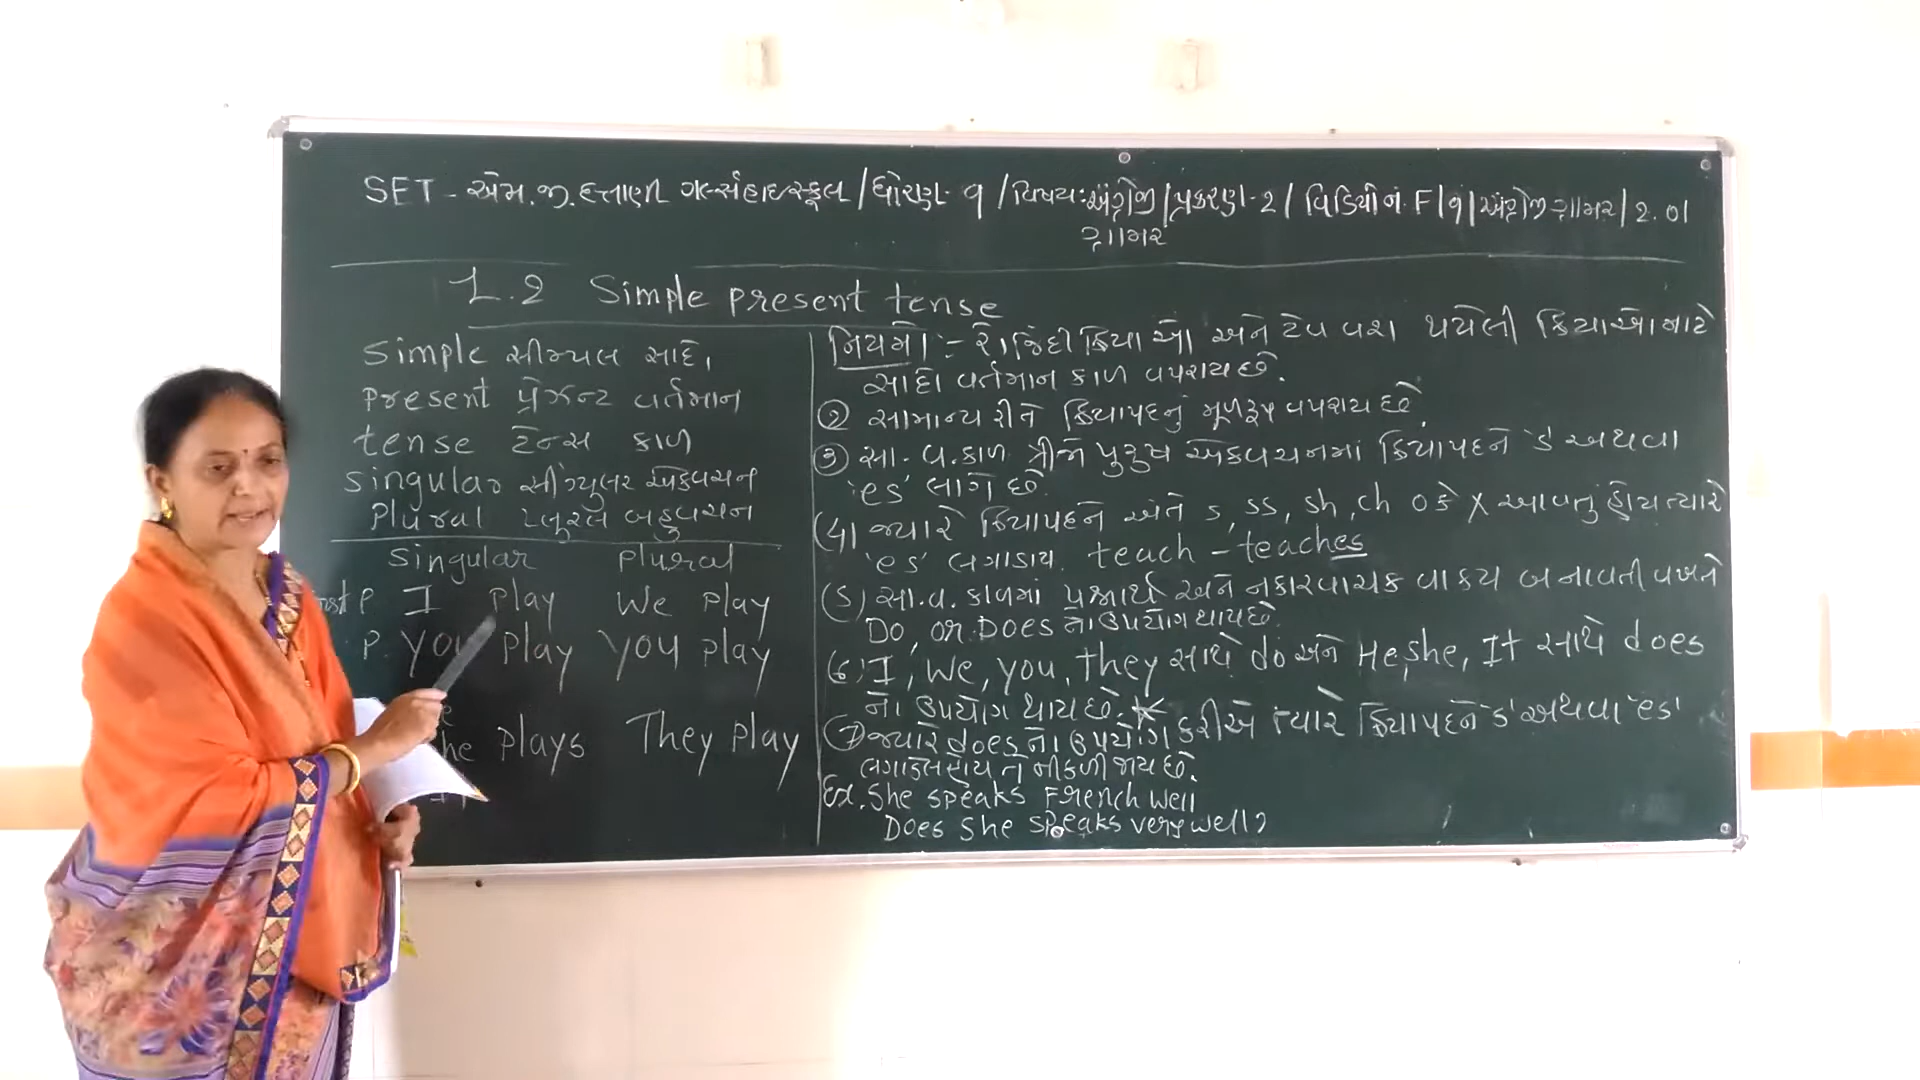 SET - એમ.જી.હત્તાણી ગર્લ્સહાઇસ્કૂલ / ધોરણ- ૧ / વિષય:અંગ્રેજી / પ્રકરણ-2 / વિડિયો નં. F / ૧ / અંગ્રેજી ગ્રામર / 2.01
ગ્રામર
1.2 Simple present tense
Simple સીમ્પલ સાદો
Present પ્રેઝન્ટ વર્તમાન
tense ટેન્સ કાળ
Singular સીંગ્યુલર એકવચન
Plural પ્લુરલ બહુવચન
Singular Plural
P I play We play
P. You play You play
plays They play
નિયમો :- રોજિંદી ક્રિયાઓ અને ટેવ વશ થયેલી ક્રિયાઓ માટે
સાદો વર્તમાન કાળ વપરાય છે.
② સામાન્ય રીતે ક્રિયાપદનું મૂળરૂપ વપરાય છે
③ સા. વ.કાળ ત્રીજો પુરુષ એકવચનમાં ક્રિયાપદને 's' અથવા
'es' લાગે છે.
(4) જ્યારે ક્રિયાપદને અંતે s, ss, sh, ch o કે x આવતું હોય ત્યારે
'es' લગાડાય. teach - teaches
(5) સા.વ. કાળમાં પ્રશ્નાર્થ અને નકારવાચક વાક્ય બનાવતી વખતે
Do, or Does નો ઉપયોગ થાય છે.
(6) I, We, you, they સાથે do અને He, she, It સાથે does
નો ઉપયોગ થાય છે.
(7) જ્યારે does નો ઉપયોગ કરીએ ત્યારે ક્રિયાપદને 's' અથવા 'es'
લગાડેલ હોય તે નીકળી જાય છે.
Ex. She speaks French well
Does she speaks very well?